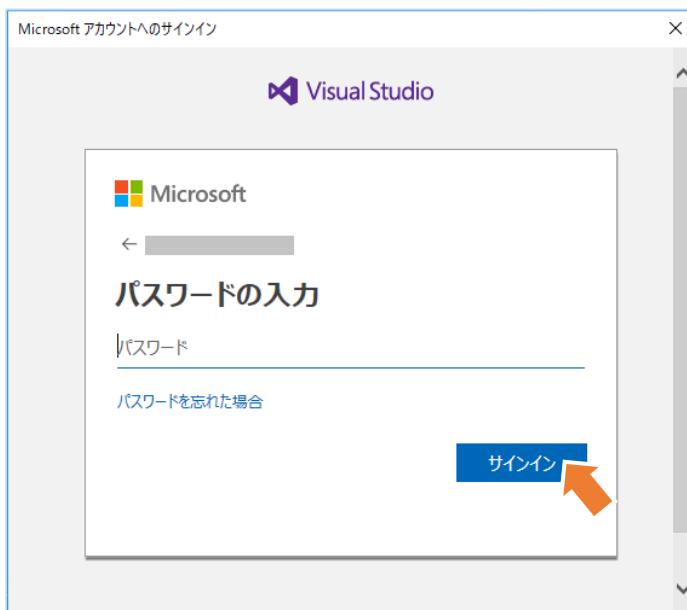 Microsoft アカウントへのサインイン
Visual Studio
Microsoft
パスワードの入力
パスワード
パスワードを忘れた場合
サインイン